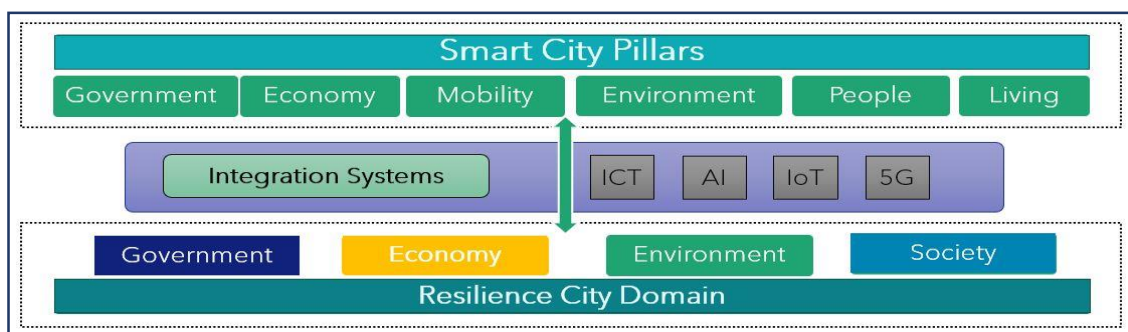 Smart City Pillars
Government Economy Mobility Environment People Living
Integration Systems ICT AI IoT 5G
Government Economy Environment Society
Resilience City Domain